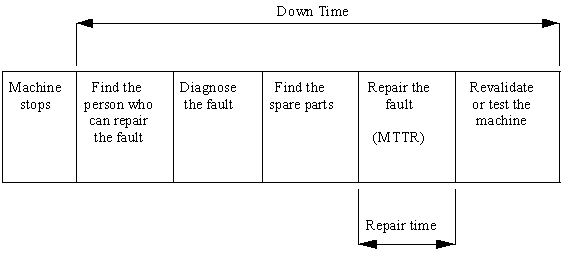 Down Time
Machine
stops
Find the
person who
can repair
the fault
Diagnose
the fault
Find the
spare parts
Repair the
fault
(MTTR)
Revalidate
or test the
machine
Repair time